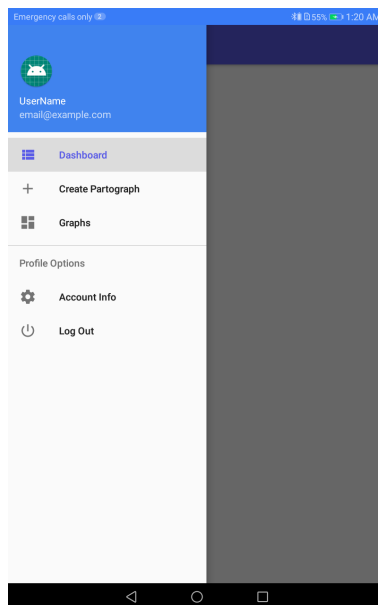 Emergency calls only 2
55% 1:20 AM
UserName
email@example.com
Dashboard
Create Partograph
Graphs
Profile Options
Account Info
Log Out